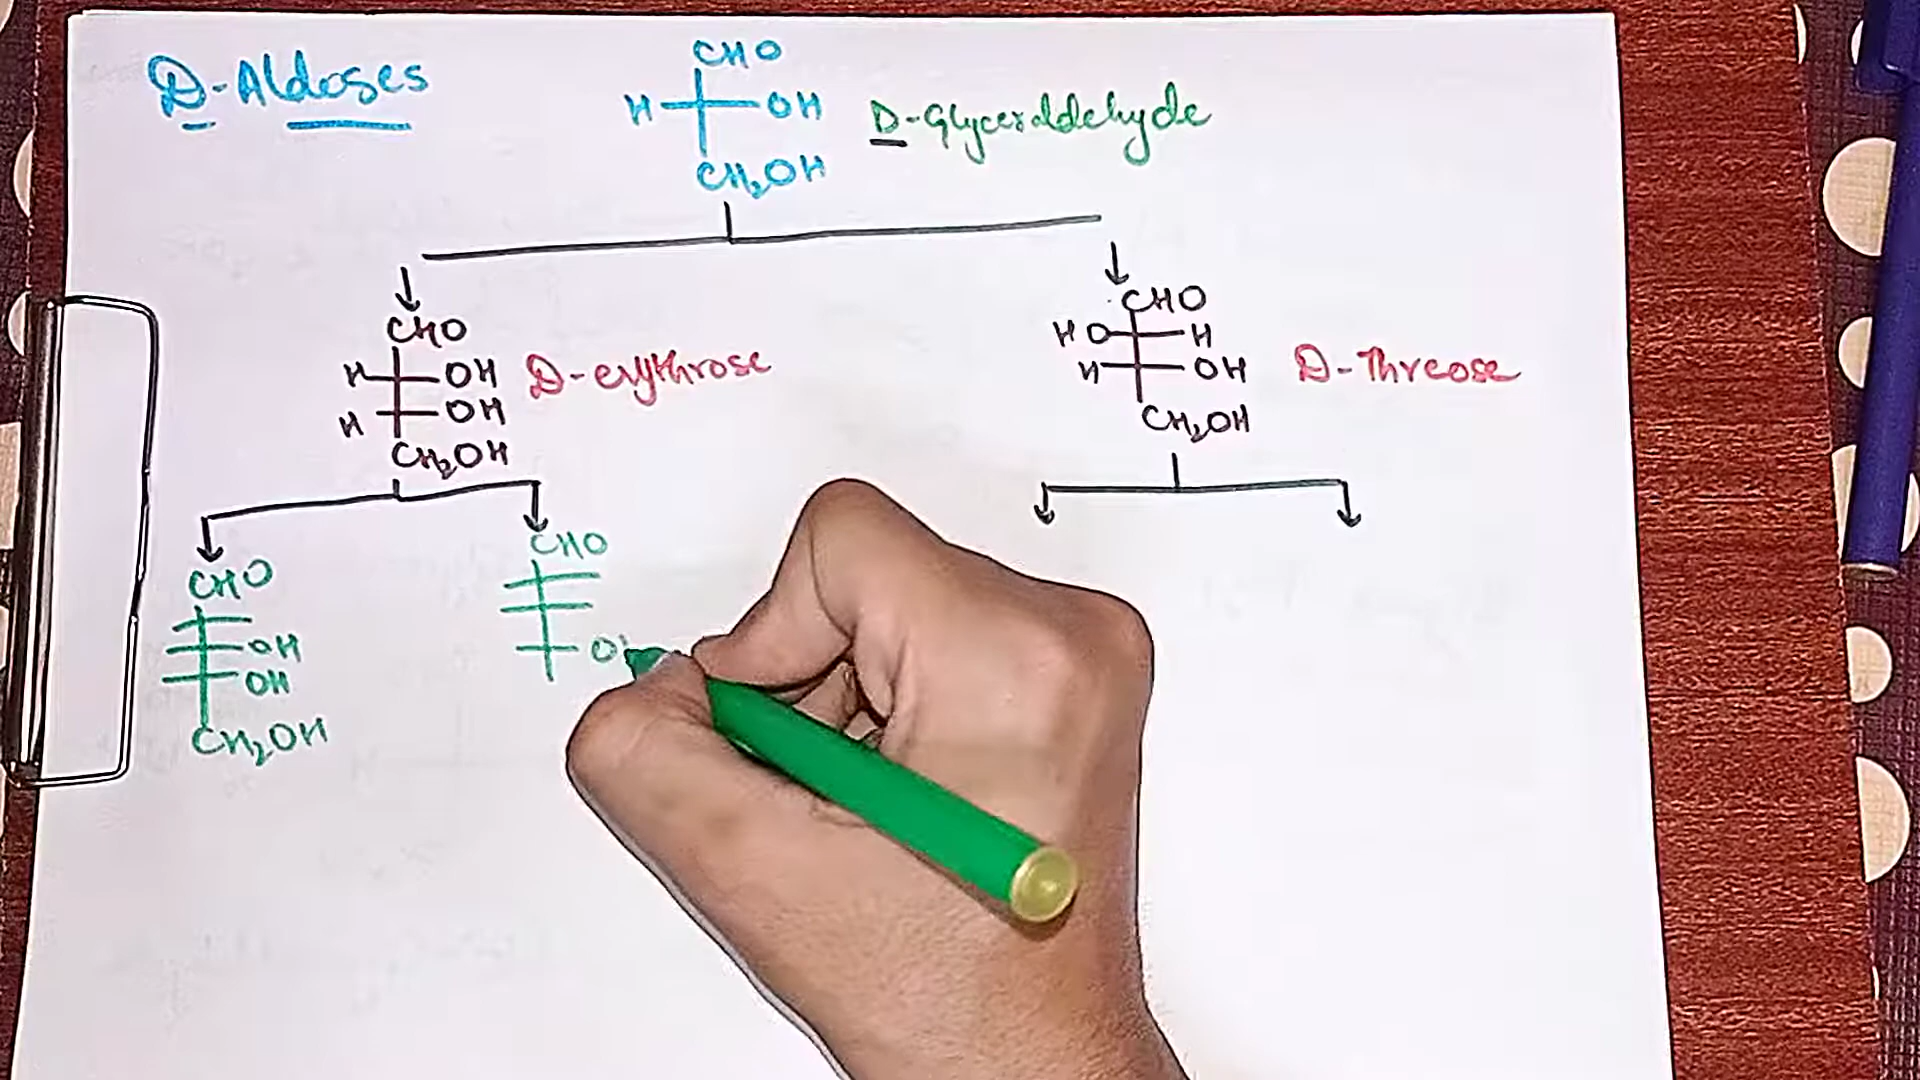 D-Aldoses
CHO
H OH
CH₂OH
D-Glyceraldehyde
CHO
H OH
H OH
CH₂OH
D-erythrose
CHO
HO H
H OH
CH₂OH
D-Threose
CHO
OH
OH
CH₂OH
CHO